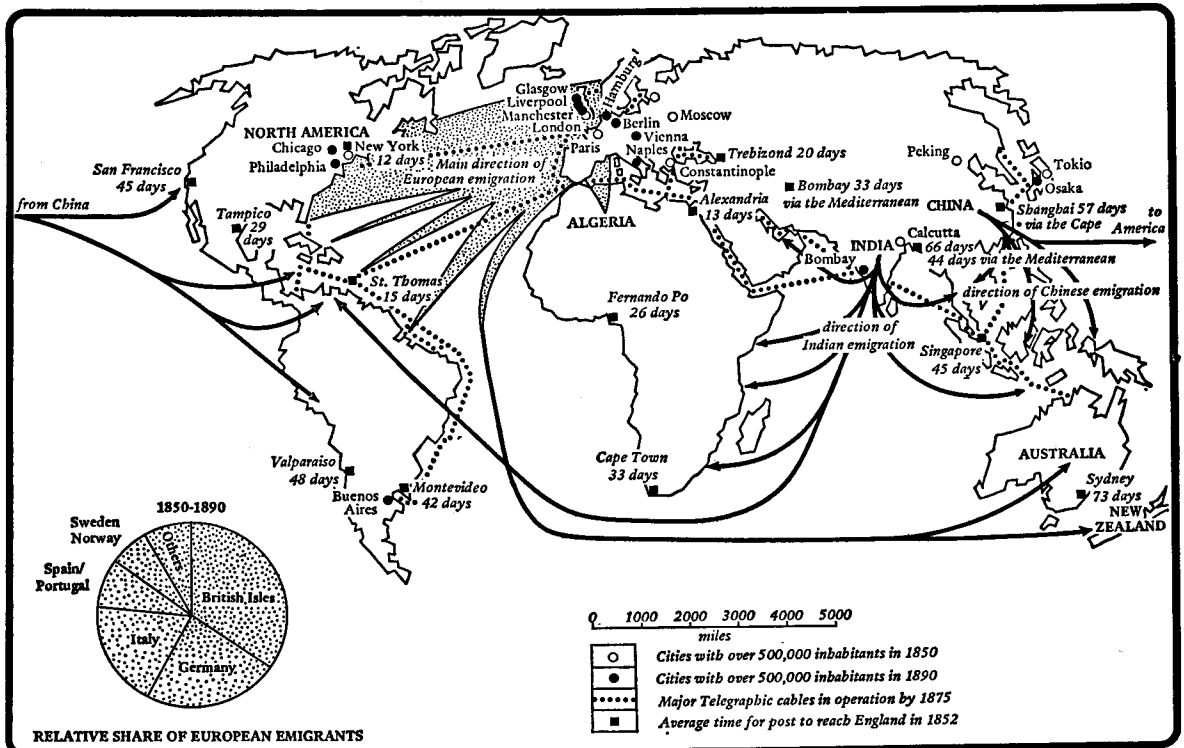 Glasgow
Liverpool
Manchester
London
Hamburg
Berlin
Moscow
Vienna
Paris
Naples
Constantinople
Trebizond 20 days
NORTH AMERICA
Chicago
New York
12 days
Philadelphia
Main direction of
European emigration
San Francisco
45 days
from China
Tampico
29
days
ALGERIA
Alexandria
13 days
Bombay 33 days
via the Mediterranean
Peking
Tokio
Osaka
CHINA
Shanghai 57 days
via the Cape
to
America
INDIA
Calcutta
66 days
44 days via the Mediterranean
Bombay
St. Thomas
15 days
Fernando Po
26 days
direction of Chinese emigration
direction of
Indian emigration
Singapore
45 days
Cape Town
33 days
Valparaiso
48 days
Buenos
Aires
Montevideo
42 days
AUSTRALIA
Sydney
73 days
NEW
ZEALAND
1850-1890
Sweden
Norway
Others
Spain/
Portugal
British Isles
Italy
Germany
RELATIVE SHARE OF EUROPEAN EMIGRANTS
0 1000 2000 3000 4000 5000
miles
Cities with over 500,000 inhabitants in 1850
Cities with over 500,000 inhabitants in 1890
Major Telegraphic cables in operation by 1875
Average time for post to reach England in 1852